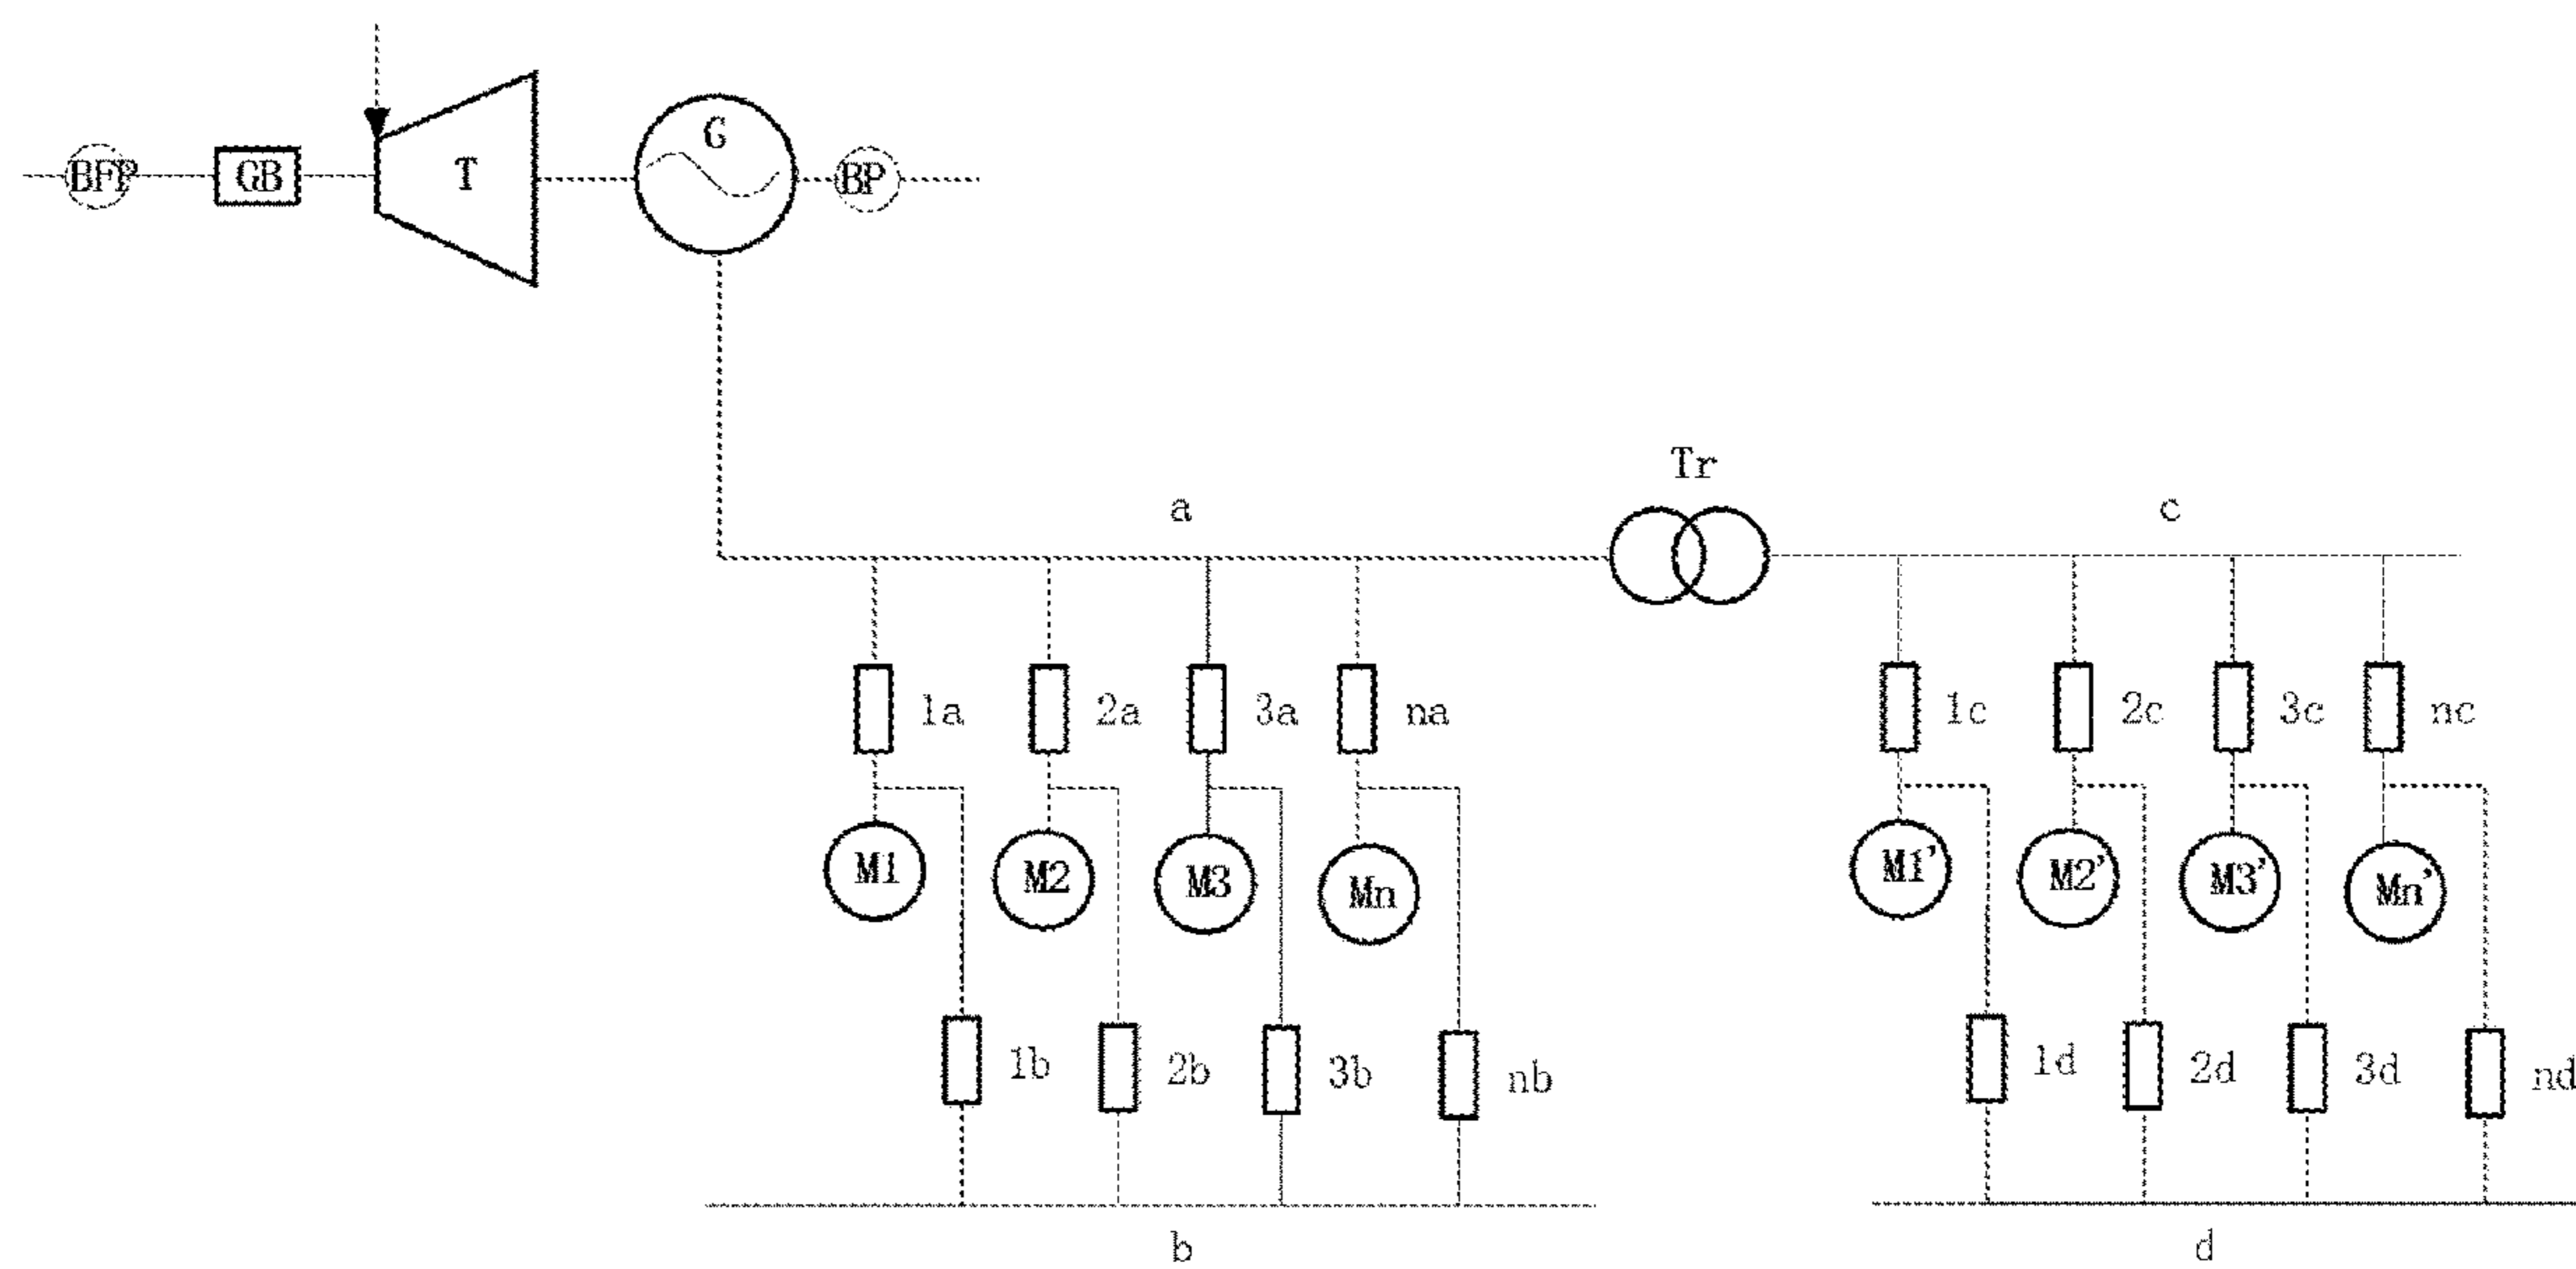 BFP GB T G BP
Tr
a c
1a 2a 3a na 1c 2c 3c nc
M1 M2 M3 Mn M1' M2' M3' Mn'
1b 2b 3b nb 1d 2d 3d nd
b d